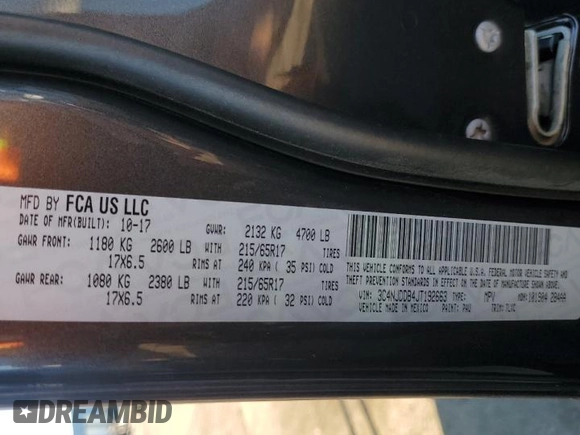 MFD BY FCA US LLC
DATE OF MFR(BUILT): 10-17 GVWR: 2132 KG 4700 LB
GAWR FRONT: 1180 KG 2600 LB WITH 215/65R17 TIRES
17X6.5 RIMS AT 240 KPA ( 35 PSI) COLD
GAWR REAR: 1080 KG 2380 LB WITH 215/65R17 TIRES
17X6.5 RIMS AT 220 KPA ( 32 PSI) COLD
THIS VEHICLE CONFORMS TO ALL APPLICABLE U.S.A. FEDERAL MOTOR VEHICLE SAFETY AND
THEFT PREVENTION STANDARDS IN EFFECT ON THE DATE OF MANUFACTURE SHOWN ABOVE.
VIN: 3C4NJDDB4JT192663 MPV
VEHICLE MADE IN MEXICO PAINT: PAU TRIM: 7LXC
DREAMBID